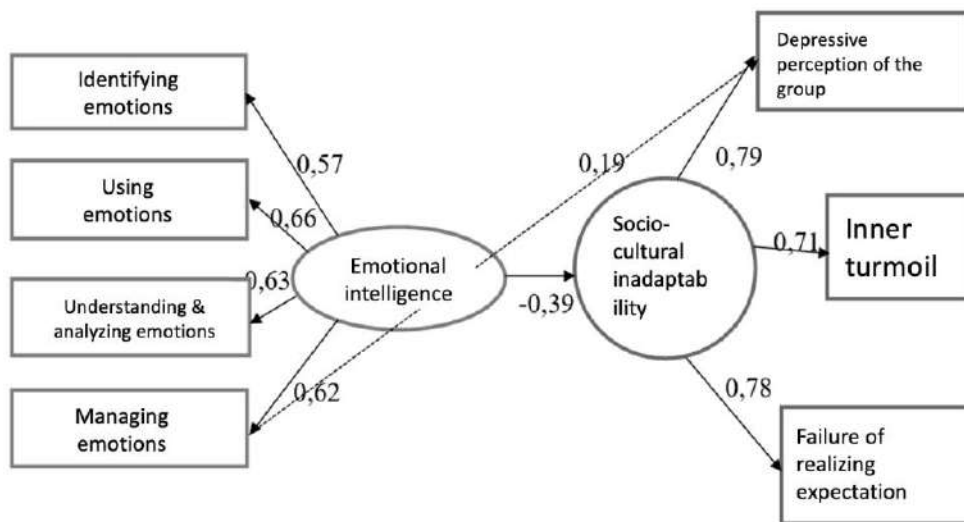 Identifying
emotions
0,57
Using
emotions
0,66
Understanding &
analyzing emotions
0,63
Managing
emotions
0,62
Emotional
intelligence
-0,39
0,19
Socio-
cultural
inadaptab
ility
Depressive
perception of the
group
0,79
Inner
turmoil
0,71
Failure of
realizing
expectation
0,78